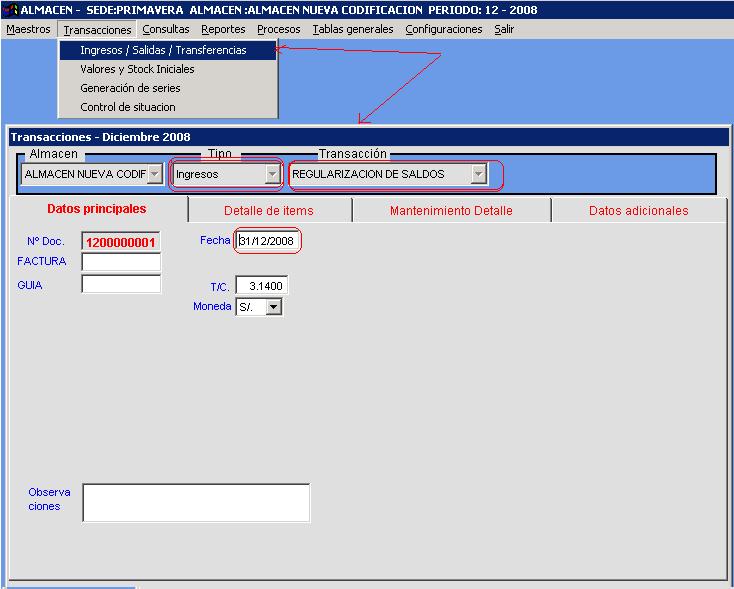 ALMACEN - SEDE:PRIMAVERA ALMACEN :ALMACEN NUEVA CODIFICACION PERIODO: 12 - 2008
Maestros Transacciones Consultas Reportes Procesos Tablas generales Configuraciones Salir
Ingresos / Salidas / Transferencias
Valores y Stock Iniciales
Generación de series
Control de situacion
Transacciones - Diciembre 2008
Almacen Tipo Transacción
ALMACEN NUEVA CODIF Ingresos REGULARIZACION DE SALDOS
Datos principales Detalle de items Mantenimiento Detalle Datos adicionales
Nº Doc. 1200000001 Fecha 31/12/2008
FACTURA
GUIA T/C. 3.1400
Moneda S/.
Observa
ciones